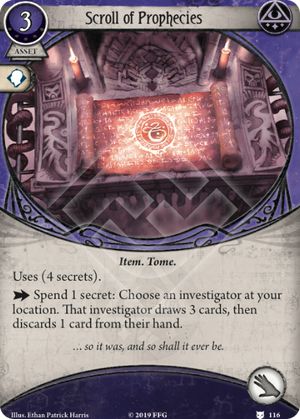 3
Scroll of Prophecies
ASSET
Item. Tome.
Uses (4 secrets).
Spend 1 secret: Choose an investigator at your
location. That investigator draws 3 cards, then
discards 1 card from their hand.
… so it was, and so shall it ever be.
Illus. Ethan Patrick Harris
© 2019 FFG
116